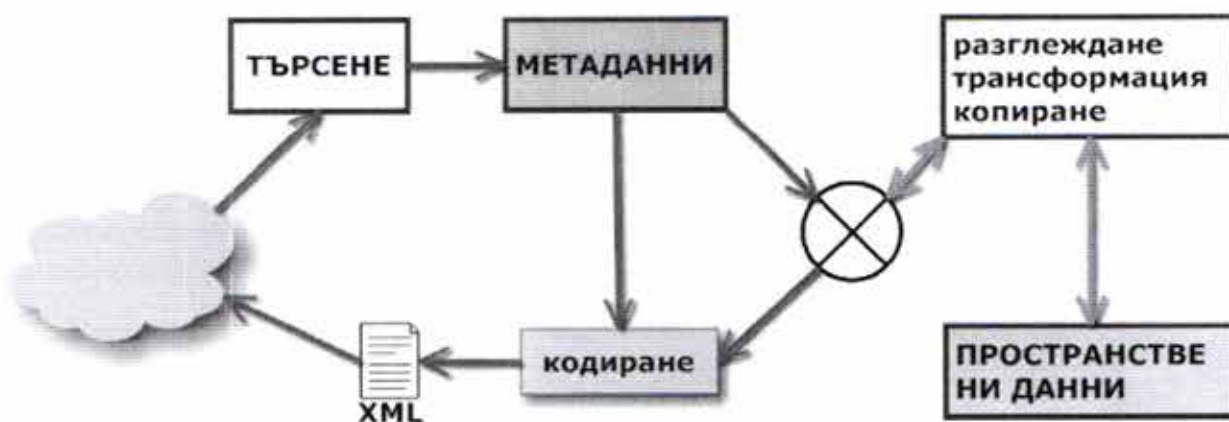 ТЪРСЕНЕ
МЕТАДАННИ
разглеждане
трансформация
копиране
кодиране
XML
ПРОСТРАНСТВЕ
НИ ДАННИ